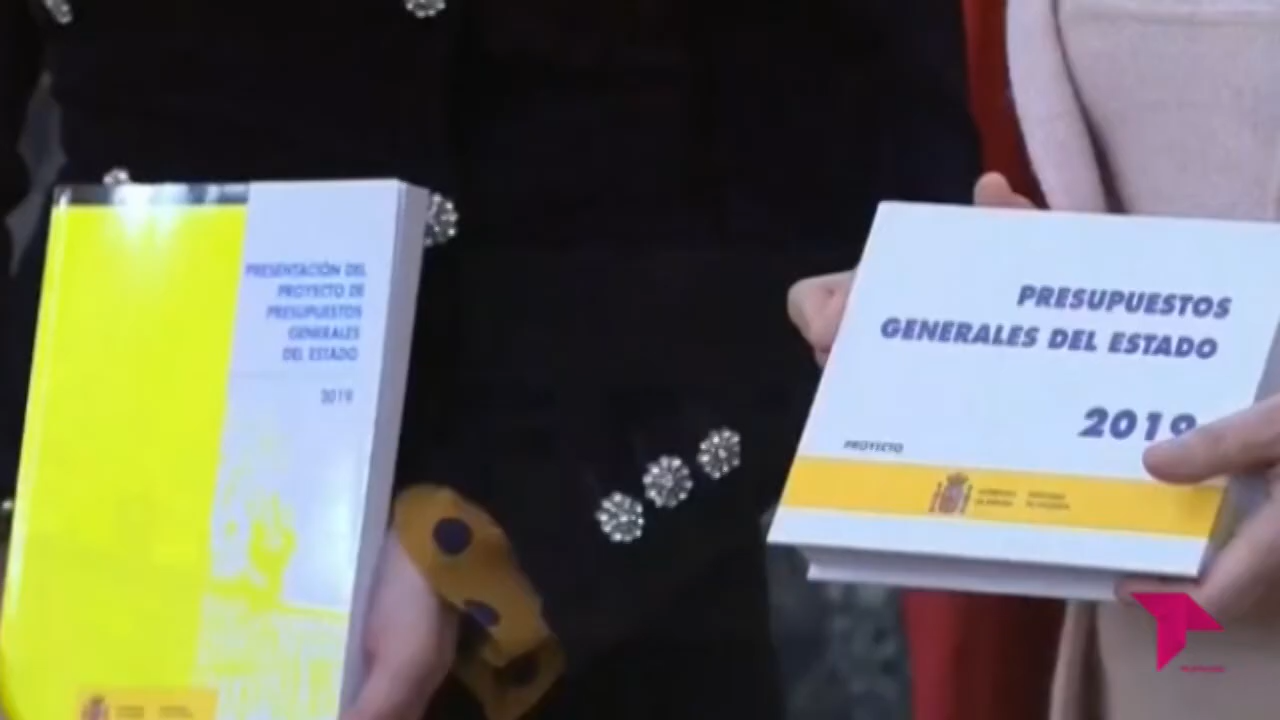 PRESENTACIÓN DEL
PROYECTO DE
PRESUPUESTOS
GENERALES
DEL ESTADO
2019
PRESUPUESTOS
GENERALES DEL ESTADO
2019
PROYECTO